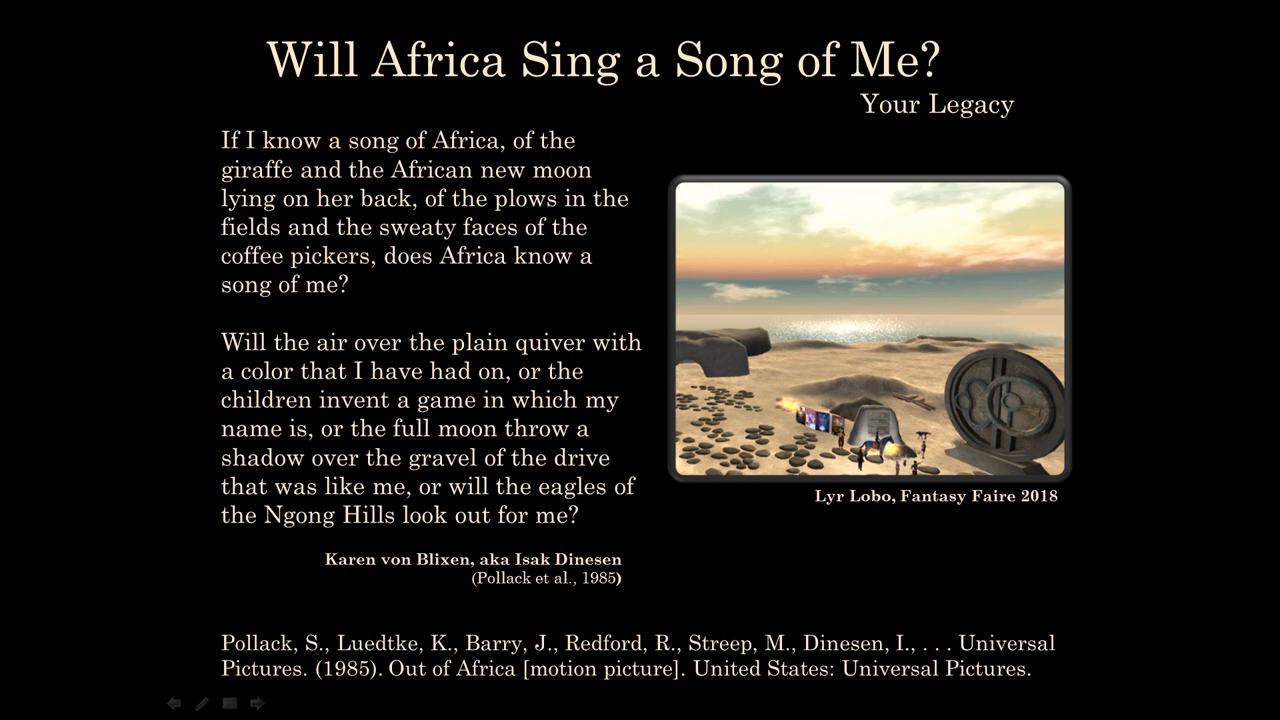 Will Africa Sing a Song of Me?
Your Legacy
If I know a song of Africa, of the
giraffe and the African new moon
lying on her back, of the plows in the
fields and the sweaty faces of the
coffee pickers, does Africa know a
song of me?
Will the air over the plain quiver with
a color that I have had on, or the
children invent a game in which my
name is, or the full moon throw a
shadow over the gravel of the drive
that was like me, or will the eagles of
the Ngong Hills look out for me?
Karen von Blixen, aka Isak Dinesen
(Pollack et al., 1985)
Lyr Lobo, Fantasy Faire 2018
Pollack, S., Luedtke, K., Barry, J., Redford, R., Streep, M., Dinesen, I., . . . Universal
Pictures. (1985). Out of Africa [motion picture]. United States: Universal Pictures.